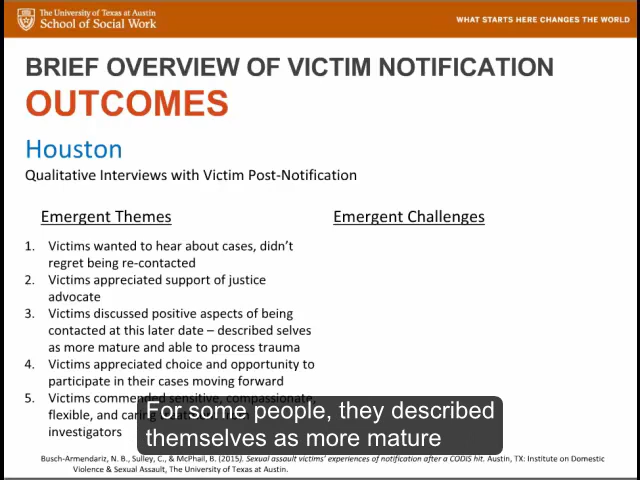 The University of Texas at Austin
School of Social Work
WHAT STARTS HERE CHANGES THE WORLD
BRIEF OVERVIEW OF VICTIM NOTIFICATION
OUTCOMES
Houston
Qualitative Interviews with Victim Post-Notification
Emergent Themes
1. Victims wanted to hear about cases, didn't
regret being re-contacted
2. Victims appreciated support of justice
advocate
3. Victims discussed positive aspects of being
contacted at this later date – described selves
as more mature and able to process trauma
4. Victims appreciated choice and opportunity to
participate in their cases moving forward
5. Victims commended sensitive, compassionate,
flexible, and caring
investigators
Emergent Challenges
For some people, they described
themselves as more mature
Busch-Armendariz, N. B., Sulley, C., & McPhail, B. (2015). Sexual assault victims' experiences of notification after a CODIS hit. Austin, TX: Institute on Domestic
Violence & Sexual Assault, The University of Texas at Austin.